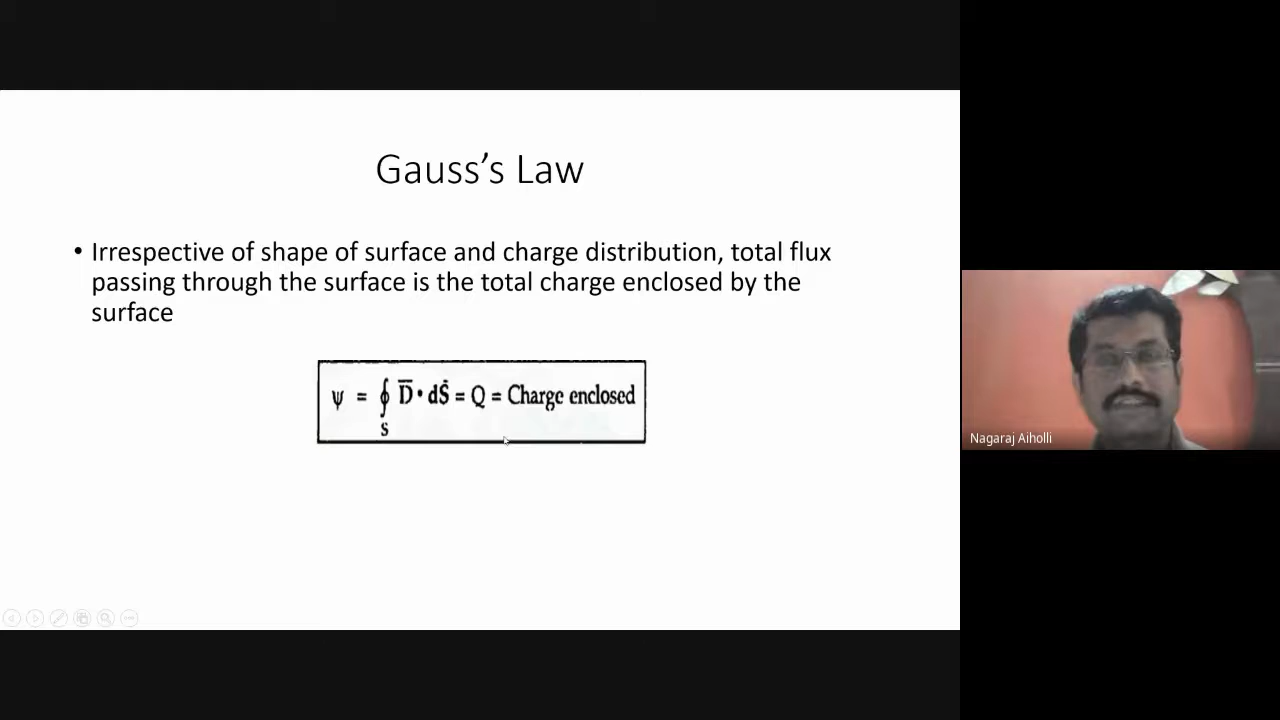 Gauss’s Law
• Irrespective of shape of surface and charge distribution, total flux
passing through the surface is the total charge enclosed by the
surface
ψ = ∮ D̅ • dS̄ = Q = Charge enclosed
S
Nagaraj Aiholli